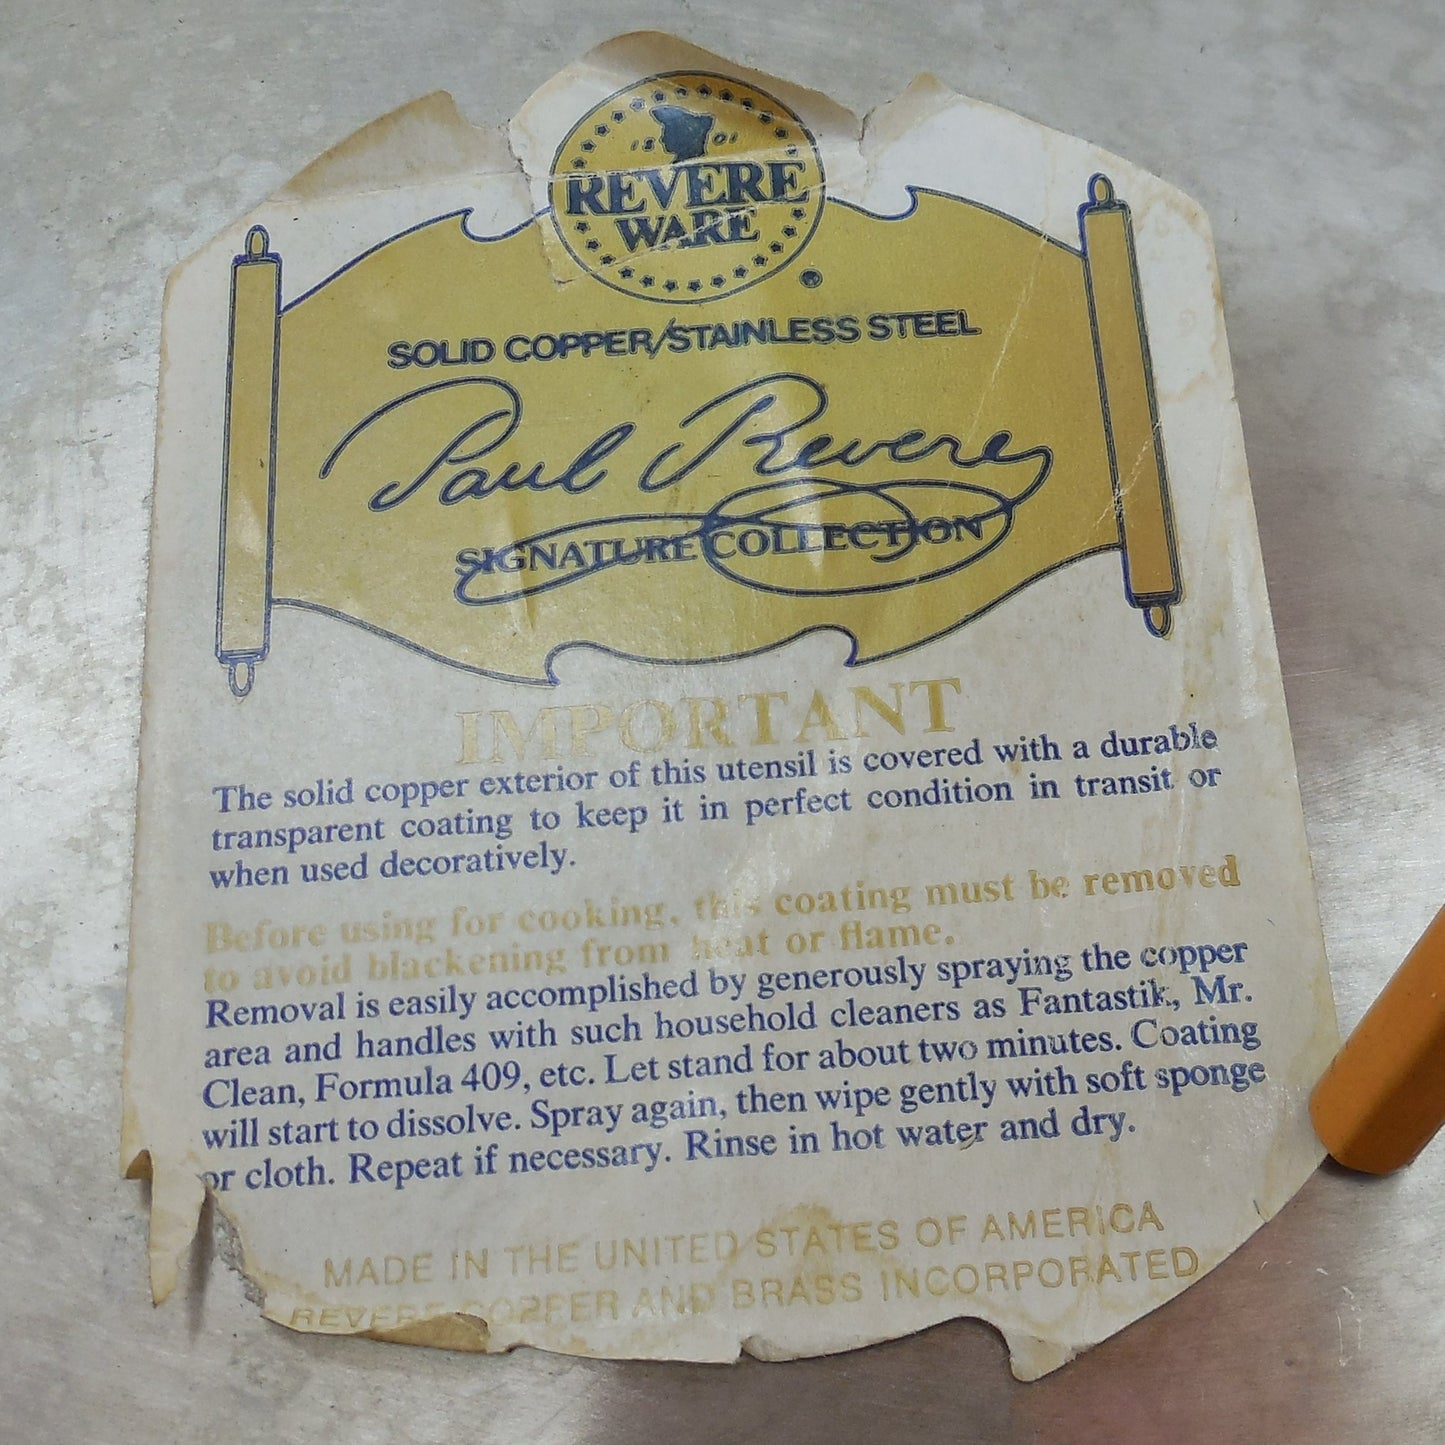 18 01
REVERE
WARE
SOLID COPPER/STAINLESS STEEL
Paul Revere
SIGNATURE COLLECTION
IMPORTANT
The solid copper exterior of this utensil is covered with a durable
transparent coating to keep it in perfect condition in transit or
when used decoratively.
Before using for cooking, this coating must be removed
to avoid blackening from heat or flame.
Removal is easily accomplished by generously spraying the copper
area and handles with such household cleaners as Fantastik, Mr.
Clean, Formula 409, etc. Let stand for about two minutes. Coating
will start to dissolve. Spray again, then wipe gently with soft sponge
or cloth. Repeat if necessary. Rinse in hot water and dry.
MADE IN THE UNITED STATES OF AMERICA
REVERE COPPER AND BRASS INCORPORATED